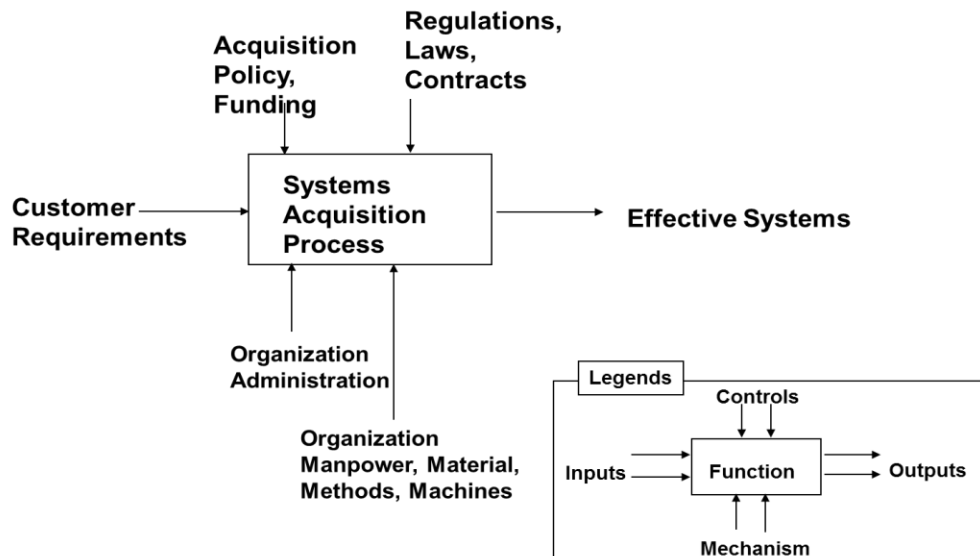 Acquisition
Policy,
Funding
Regulations,
Laws,
Contracts
Customer
Requirements
Systems
Acquisition
Process
Effective Systems
Organization
Administration
Organization
Manpower, Material,
Methods, Machines
Legends
Controls
Inputs
Function
Outputs
Mechanism